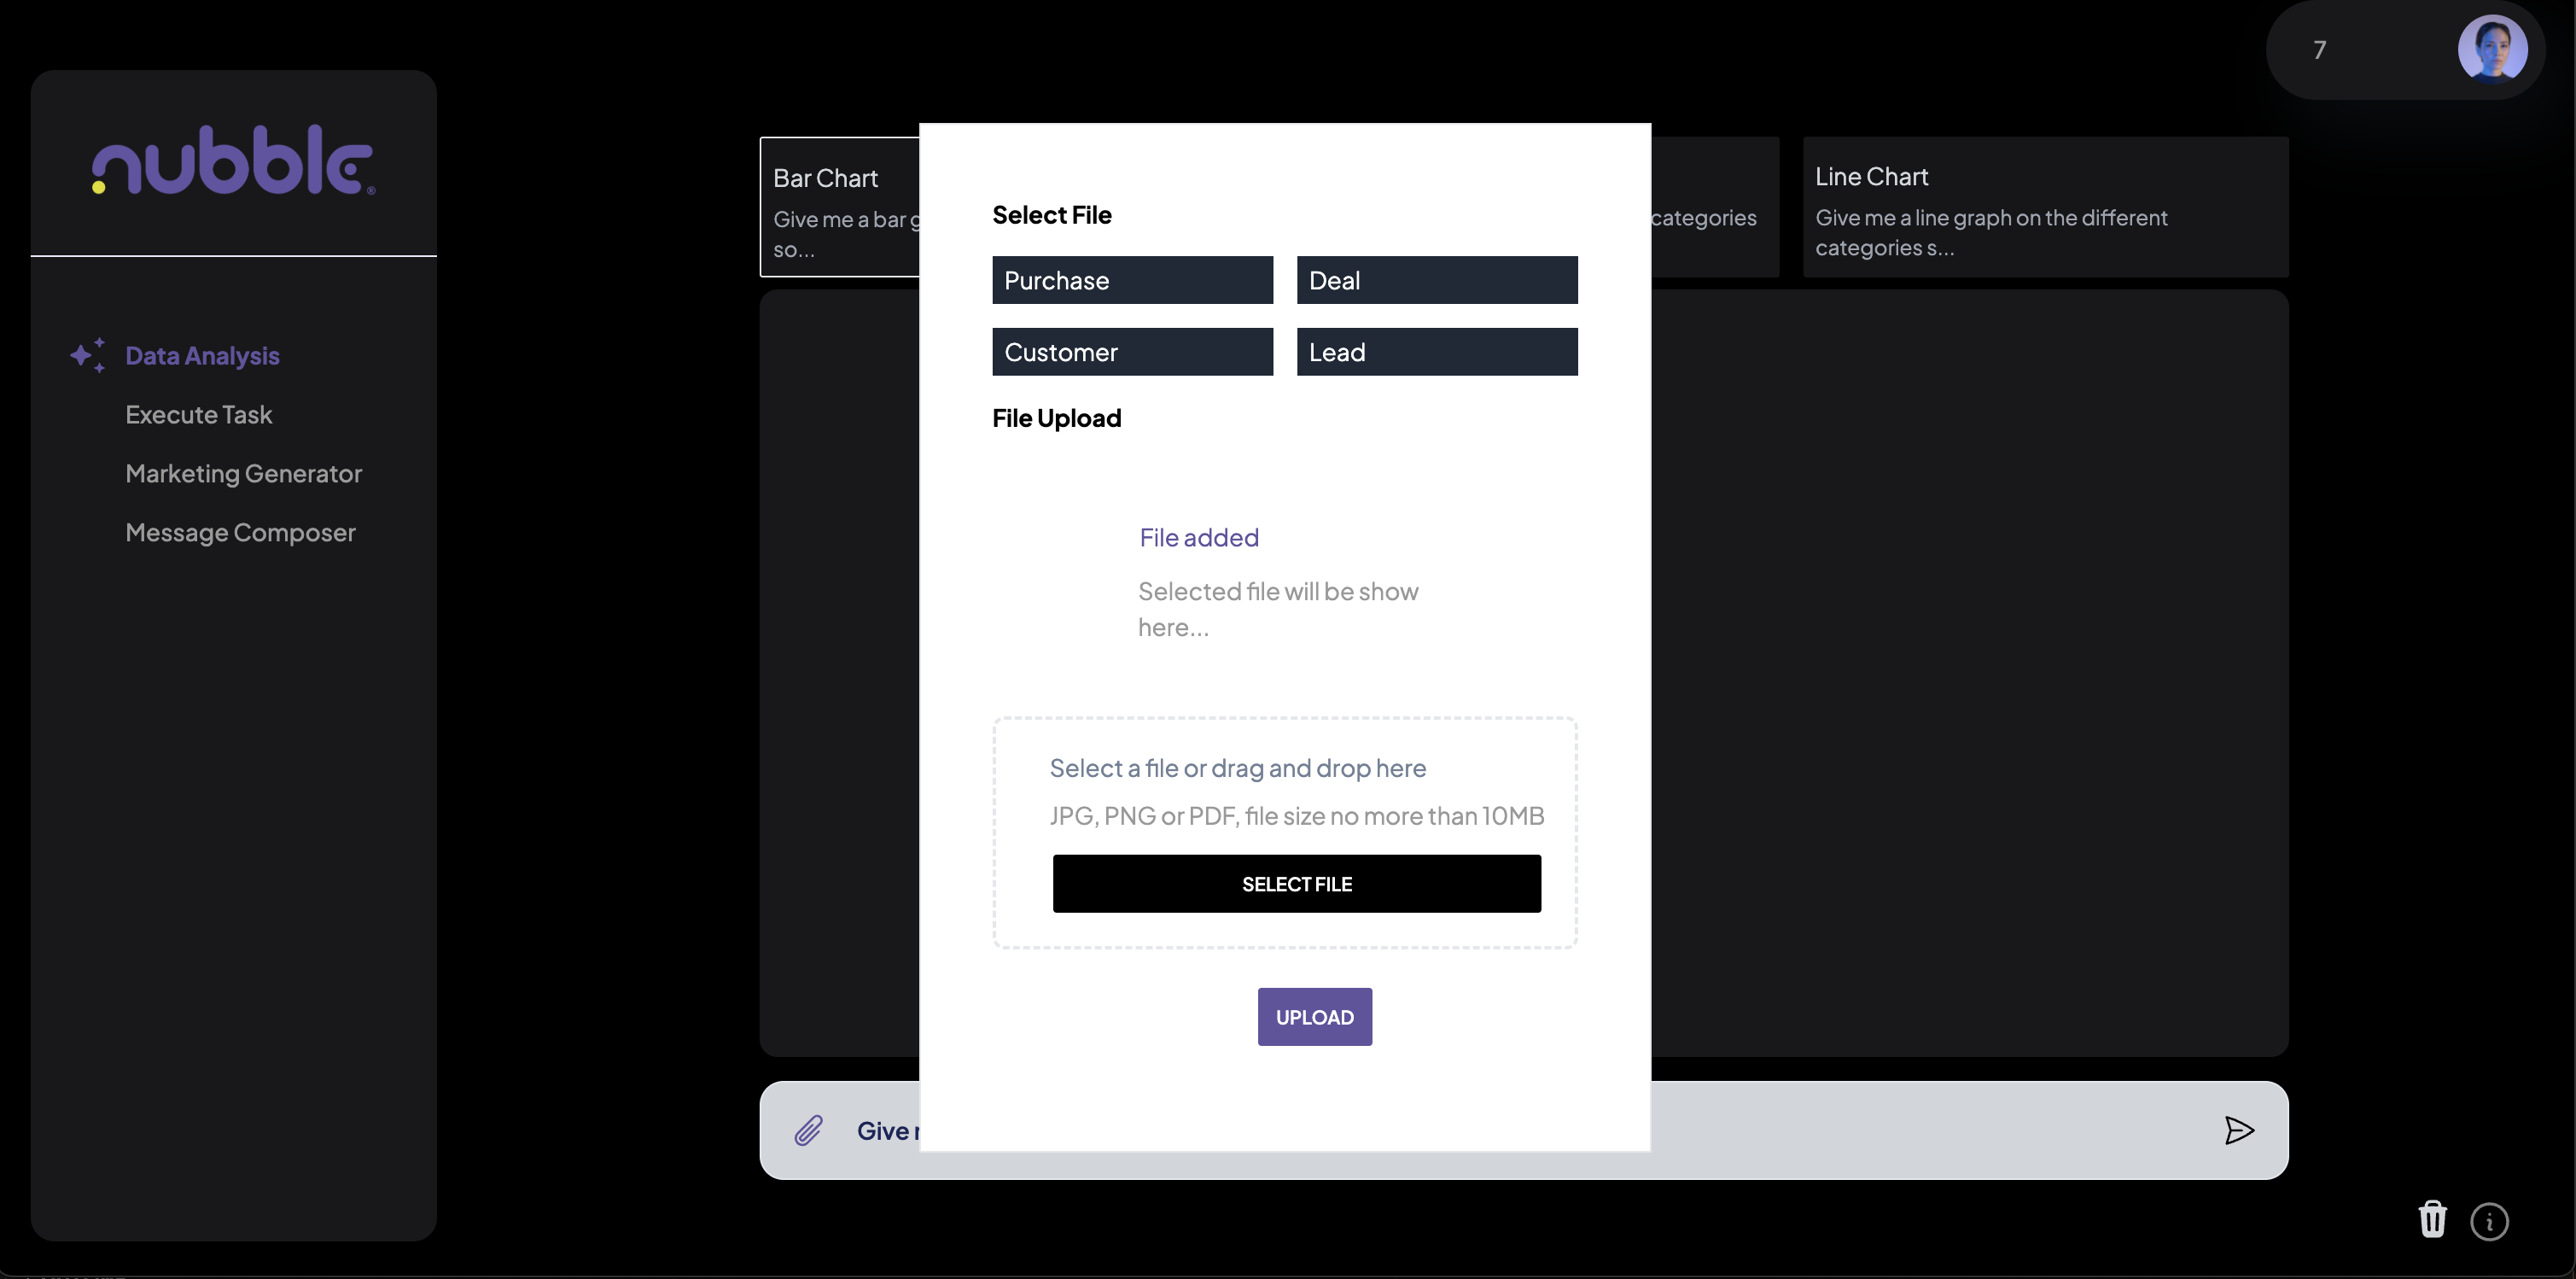 7
nubble
Bar Chart
Give me a bar
so...
categories
Line Chart
Give me a line graph on the different
categories s...
Data Analysis
Execute Task
Marketing Generator
Message Composer
Select File
Purchase
Deal
Customer
Lead
File Upload
File added
Selected file will be show
here...
Select a file or drag and drop here
JPG, PNG or PDF, file size no more than 10MB
SELECT FILE
UPLOAD
Give